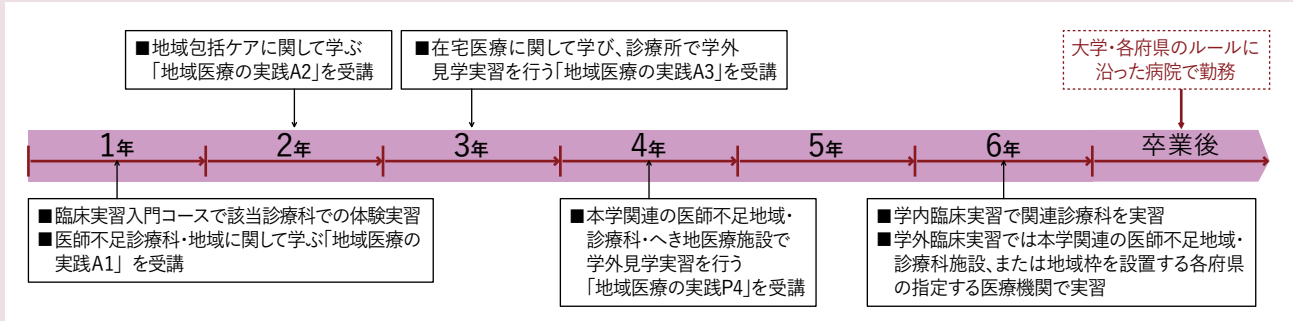 ■地域包括ケアに関して学ぶ
「地域医療の実践A2」を受講
■在宅医療に関して学び、診療所で学外
見学実習を行う「地域医療の実践A3」を受講
大学・各府県のルールに
沿った病院で勤務
1年
2年
3年
4年
5年
6年
卒業後
■臨床実習入門コースで該当診療科での体験実習
■医師不足診療科・地域に関して学ぶ「地域医療の
実践A1」を受講
■本学関連の医師不足地域・
診療科・へき地医療施設で
学外見学実習を行う
「地域医療の実践P4」を受講
■学内臨床実習で関連診療科を実習
■学外臨床実習では本学関連の医師不足地域・
診療科施設、または地域枠を設置する各府県
の指定する医療機関で実習